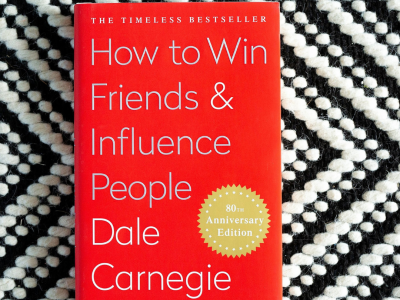 THE TIMELESS BESTSELLER
How to Win
Friends &
Influence
People
80TH
Anniversary
Edition
Dale
Carnegie